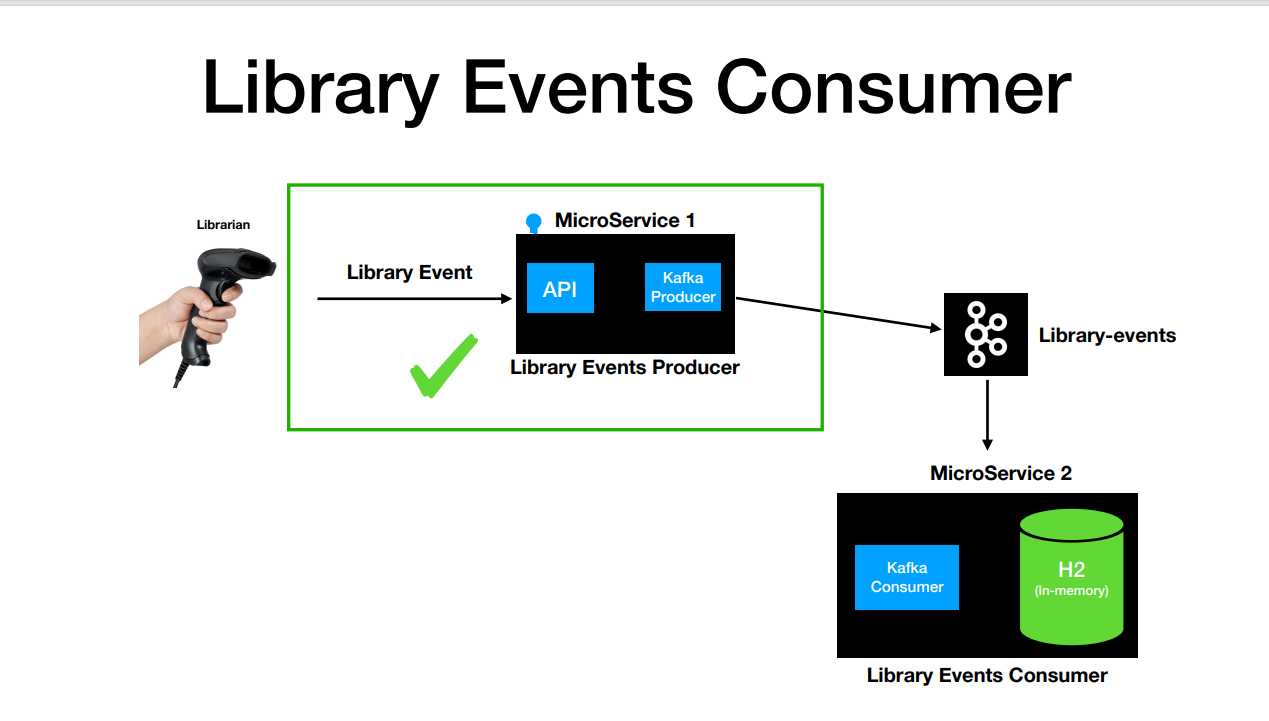 Library Events Consumer
Librarian
MicroService 1
Library Event
API
Kafka
Producer
Library Events Producer
Library-events
MicroService 2
Kafka
Consumer
H2
(In-memory)
Library Events Consumer